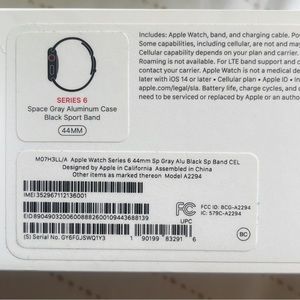 SERIES 6
Space Gray Aluminum Case
Black Sport Band
44MM
Includes: Apple Watch, band, and charging cable.
Some capabilities, including cellular, are not and may
Cellular capability depends on your plan and carrier.
Roaming is not available. For LTE band support and
contact your carrier. Apple Watch is not a medical
with iOS 14 or later • Cellular plan • Apple
apple.com/legal/sla. Battery life, charge cycles, and
need to be serviced or replaced by Apple or an
M07H3LL/A Apple Watch Series 6 44mm Sp Gray Alu Black Sp Band CEL
Designed by Apple in California Assembled in China
Other items as marked thereon Model A2294
IMEI 352967112136001
EID 89049032006008882600109443688139
(S) Serial No. GY6FGJSWQ1Y3
FC
FCC ID: BCG-A2294
IC: 579C-A2294
UPC
1 90199 83291 6
BC